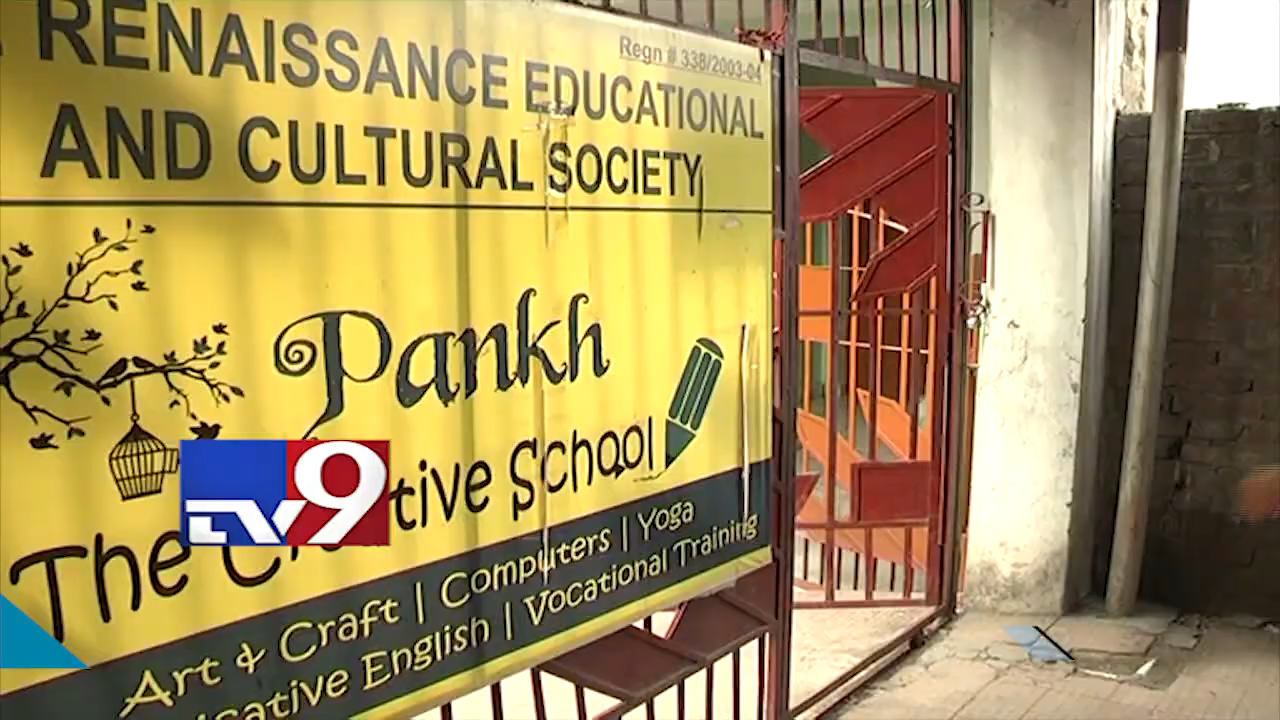 RENAISSANCE EDUCATIONAL
AND CULTURAL SOCIETY
Regn # 338/2003-04
Pankh
The tive School
Art & Craft | Computers | Yoga
English | Vocational Training
TV9